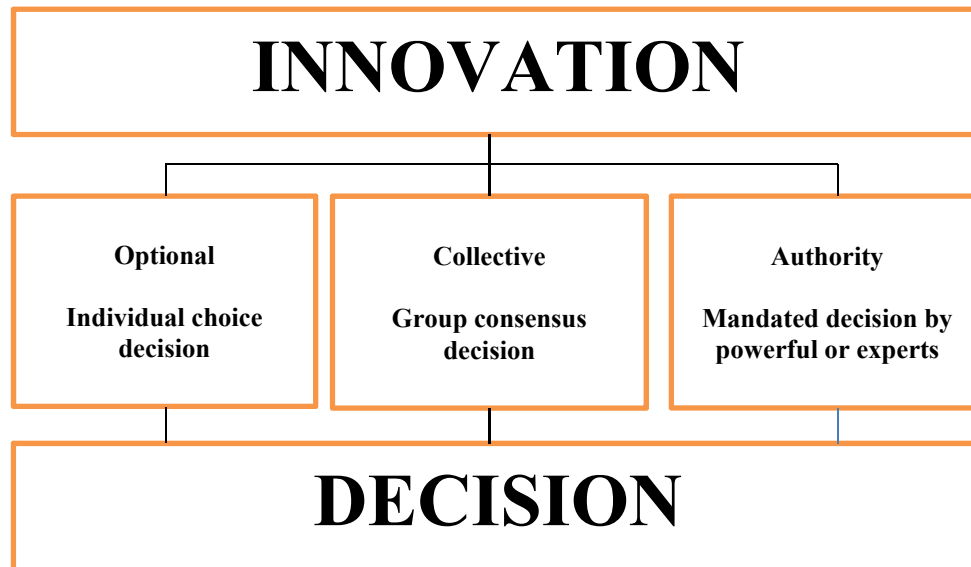 INNOVATION
Optional
Individual choice
decision
Collective
Group consensus
decision
Authority
Mandated decision by
powerful or experts
DECISION